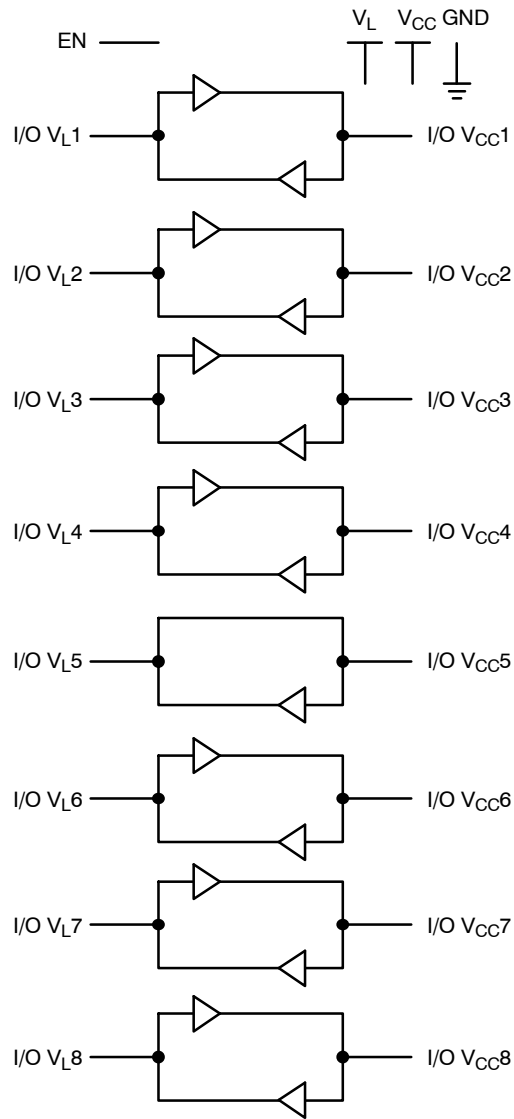 EN VL VCC GND
I/O VL1 I/O VCC1
I/O VL2 I/O VCC2
I/O VL3 I/O VCC3
I/O VL4 I/O VCC4
I/O VL5 I/O VCC5
I/O VL6 I/O VCC6
I/O VL7 I/O VCC7
I/O VL8 I/O VCC8